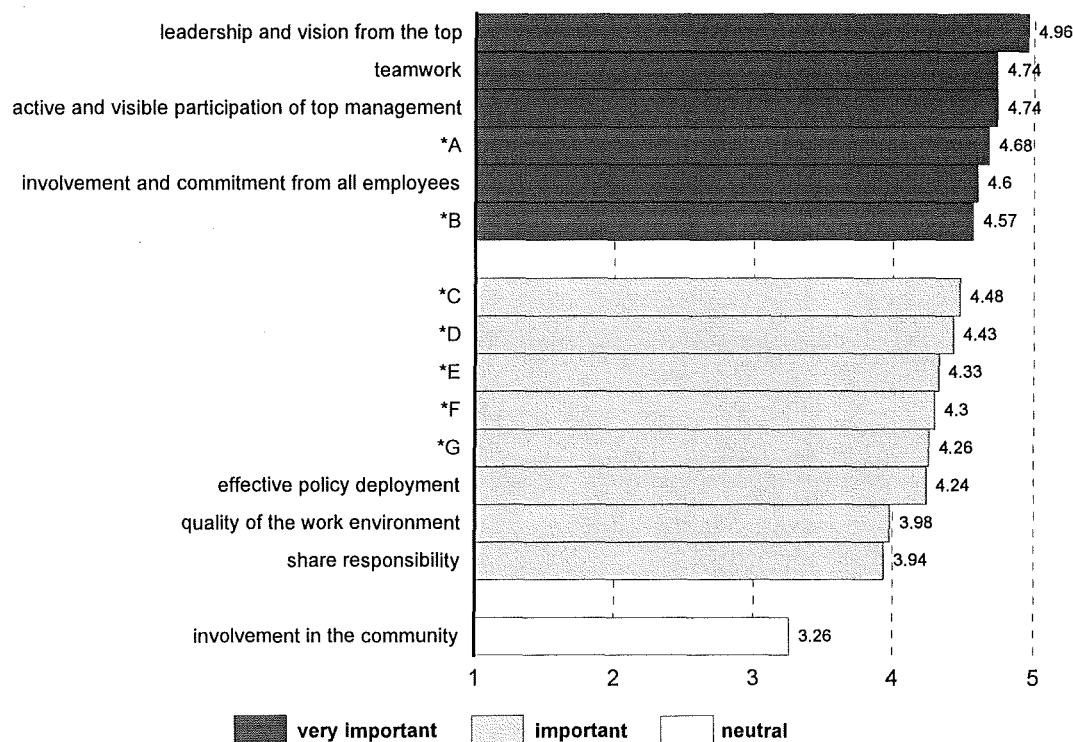 leadership and vision from the top 4.96
teamwork 4.74
active and visible participation of top management 4.74
*A 4.68
involvement and commitment from all employees 4.6
*B 4.57
*C 4.48
*D 4.43
*E 4.33
*F 4.3
*G 4.26
effective policy deployment 4.24
quality of the work environment 3.98
share responsibility 3.94
involvement in the community 3.26
1 2 3 4 5
very important important neutral